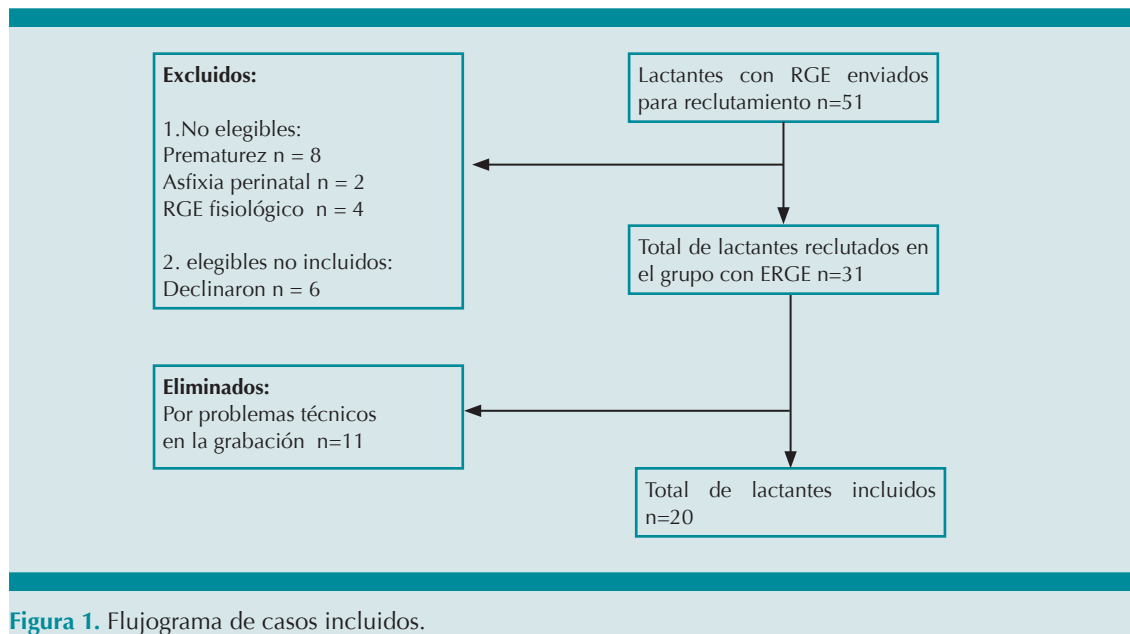 Excluidos:
1.No elegibles:
Prematurez n = 8
Asfixia perinatal n = 2
RGE fisiológico n = 4
2. elegibles no incluidos:
Declinaron n = 6
Lactantes con RGE enviados
para reclutamiento n=51
Total de lactantes reclutados en
el grupo con ERGE n=31
Eliminados:
Por problemas técnicos
en la grabación n=11
Total de lactantes incluidos
n=20
Figura 1. Flujograma de casos incluidos.